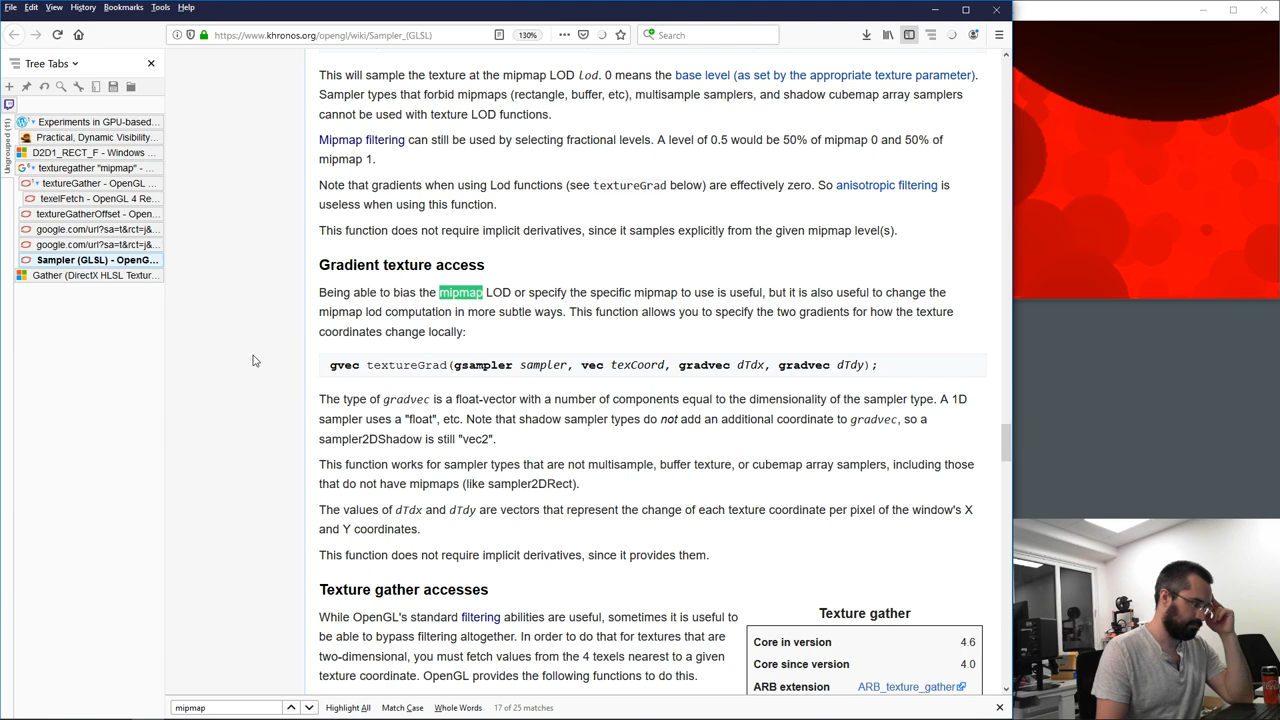 File Edit View History Bookmarks Tools Help
https://www.khronos.org/opengl/wiki/Sampler_(GLSL)
130%
Search
Tree Tabs
Ungrouped (11)
Experiments in GPU-based...
Practical, Dynamic Visibility...
D2D1_RECT_F - Windows ...
texturegather "mipmap" - ...
textureGather - OpenGL ...
texelFetch - OpenGL 4 Re...
textureGatherOffset - Open...
google.com/url?sa=t&rct=j&...
google.com/url?sa=t&rct=j&...
Sampler (GLSL) - OpenG...
Gather (DirectX HLSL Textur...
This will sample the texture at the mipmap LOD lod. 0 means the base level (as set by the appropriate texture parameter).
Sampler types that forbid mipmaps (rectangle, buffer, etc), multisample samplers, and shadow cubemap array samplers
cannot be used with texture LOD functions.
Mipmap filtering can still be used by selecting fractional levels. A level of 0.5 would be 50% of mipmap 0 and 50% of
mipmap 1.
Note that gradients when using Lod functions (see textureGrad below) are effectively zero. So anisotropic filtering is
useless when using this function.
This function does not require implicit derivatives, since it samples explicitly from the given mipmap level(s).
Gradient texture access
Being able to bias the mipmap LOD or specify the specific mipmap to use is useful, but it is also useful to change the
mipmap lod computation in more subtle ways. This function allows you to specify the two gradients for how the texture
coordinates change locally:
gvec textureGrad(gsampler sampler, vec texCoord, gradvec dTdx, gradvec dTdy);
The type of gradvec is a float-vector with a number of components equal to the dimensionality of the sampler type. A 1D
sampler uses a "float", etc. Note that shadow sampler types do not add an additional coordinate to gradvec, so a
sampler2DShadow is still "vec2".
This function works for sampler types that are not multisample, buffer texture, or cubemap array samplers, including those
that do not have mipmaps (like sampler2DRect).
The values of dTdx and dTdy are vectors that represent the change of each texture coordinate per pixel of the window's X
and Y coordinates.
This function does not require implicit derivatives, since it provides them.
Texture gather accesses
While OpenGL's standard filtering abilities are useful, sometimes it is useful to
be able to bypass filtering altogether. In order to do that for textures that are
two-dimensional, you must fetch values from the 4 texels nearest to a given
texture coordinate. OpenGL provides the following functions to do this.
Texture gather
Core in version 4.6
Core since version 4.0
ARB extension ARB_texture_gather
mipmap
Highlight All Match Case Whole Words 17 of 25 matches